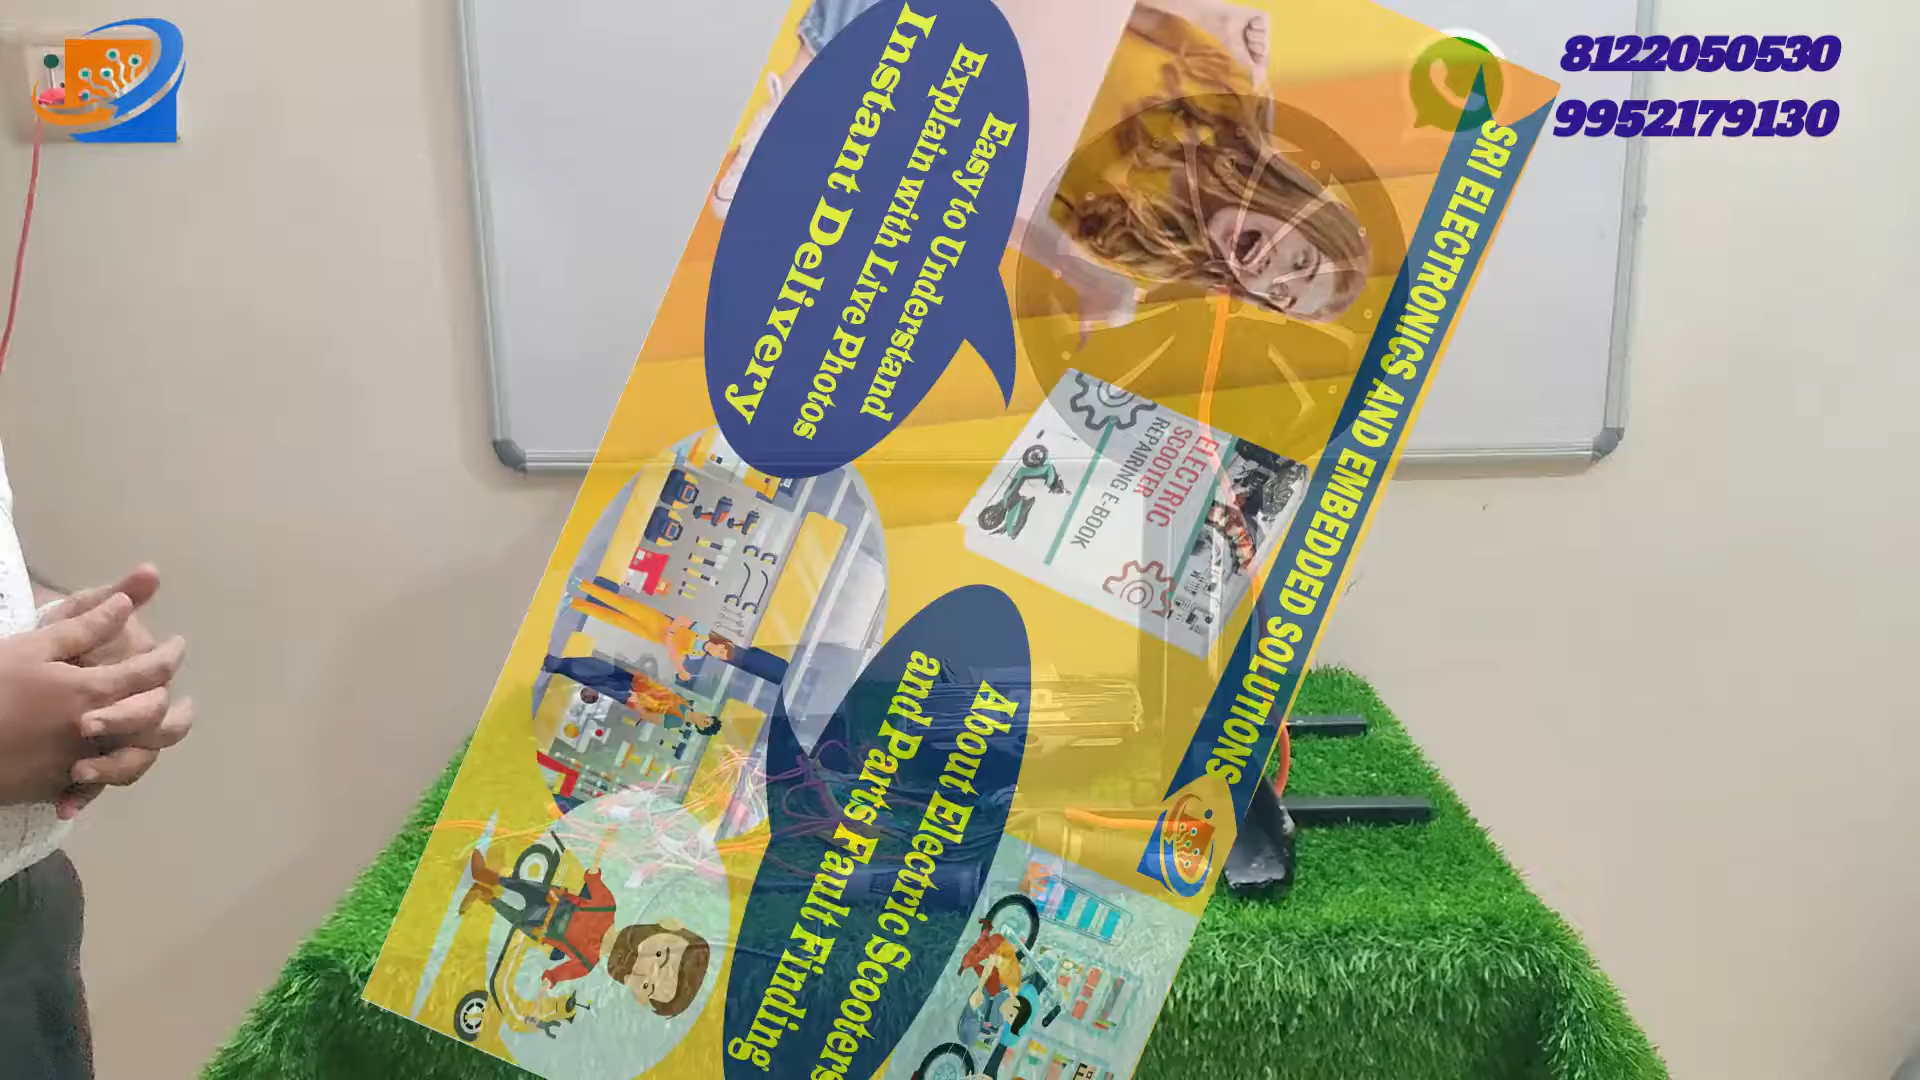 8122050530
9952179130
SRI ELECTRONICS AND EMBEDDED SOLUTIONS
Easy to Understand
Explain with Live Photos
Instant Delivery
ELECTRIC
SCOOTER
REPAIRING E-BOOK
About Electric Scooters
and Parts Fault Finding